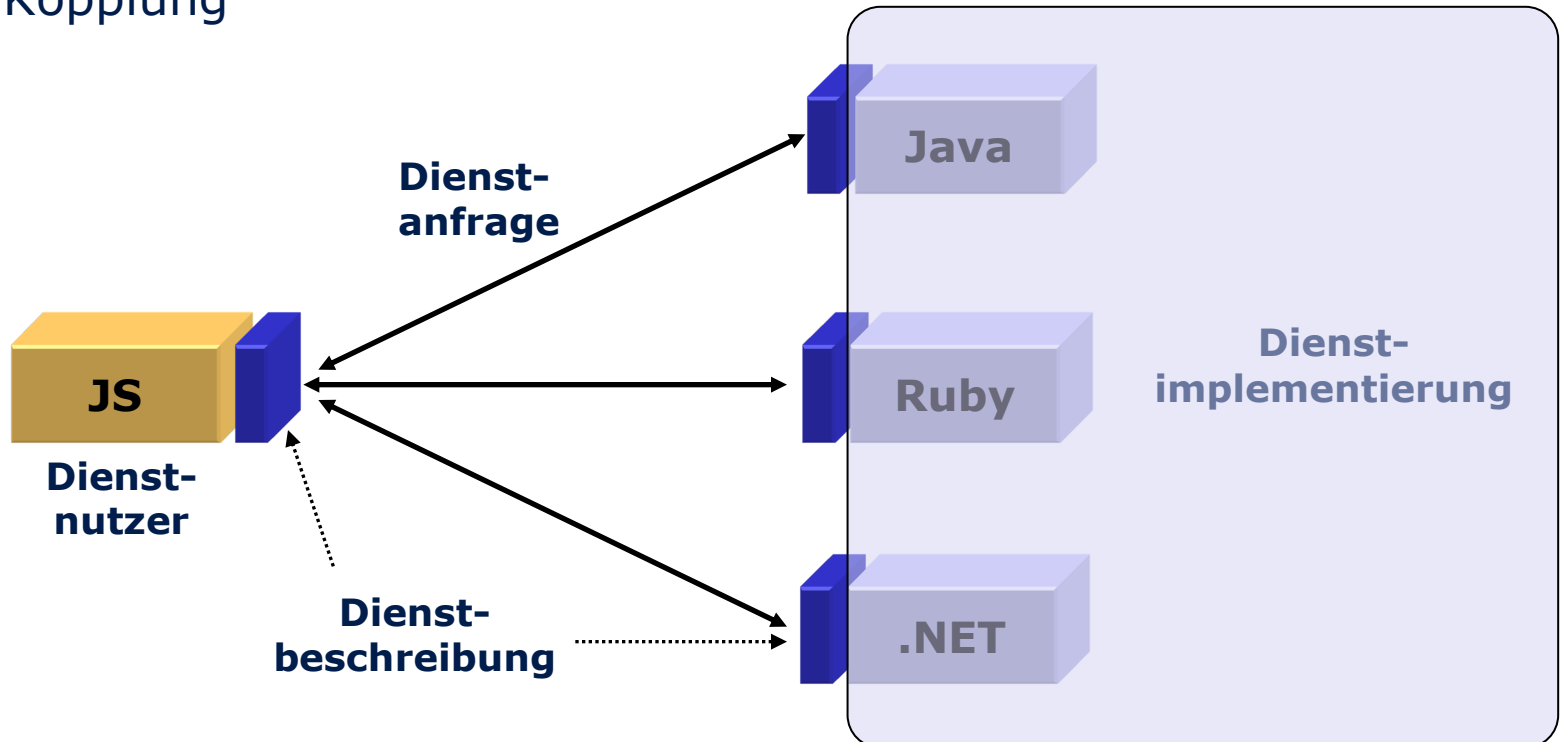 Kopplung
Dienst-
anfrage
Java
JS
Dienst-
nutzer
Ruby
Dienst-
implementierung
Dienst-
beschreibung
.NET